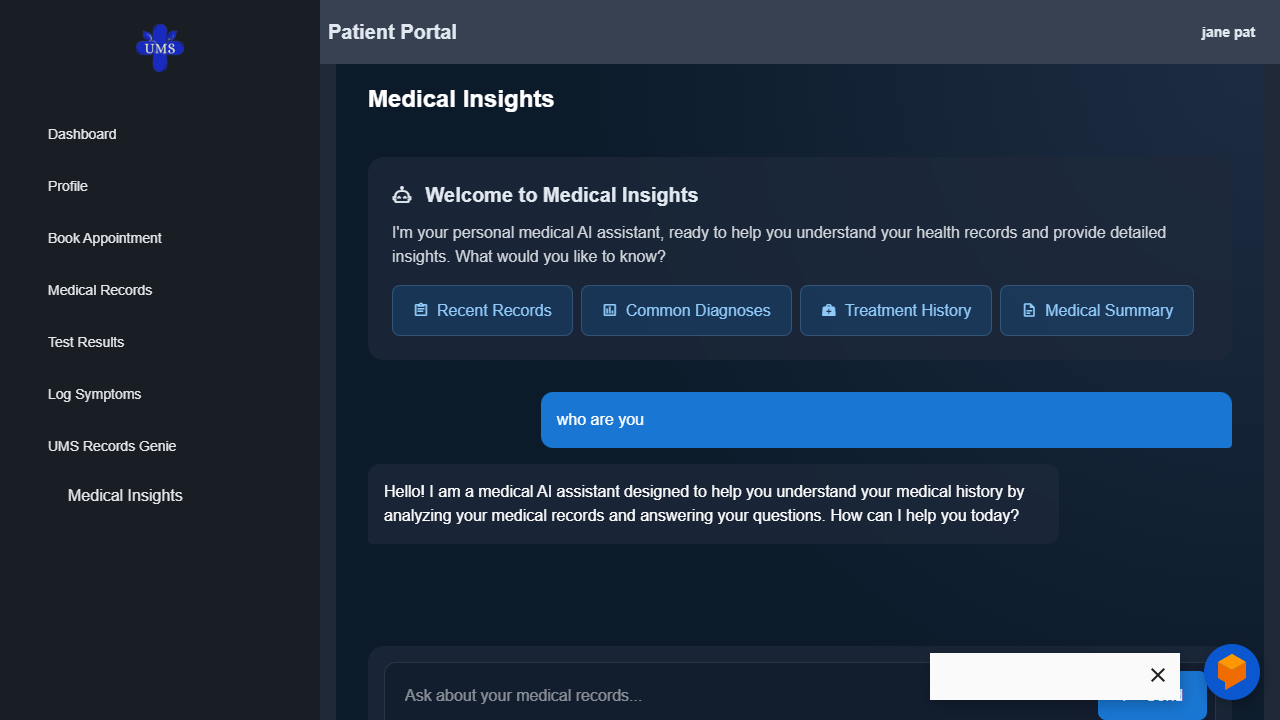 UMS
Dashboard
Profile
Book Appointment
Medical Records
Test Results
Log Symptoms
UMS Records Genie
Medical Insights
Patient Portal
jane pat
Medical Insights
Welcome to Medical Insights
I'm your personal medical AI assistant, ready to help you understand your health records and provide detailed
insights. What would you like to know?
Recent Records
Common Diagnoses
Treatment History
Medical Summary
who are you
Hello! I am a medical AI assistant designed to help you understand your medical history by
analyzing your medical records and answering your questions. How can I help you today?
Ask about your medical records...